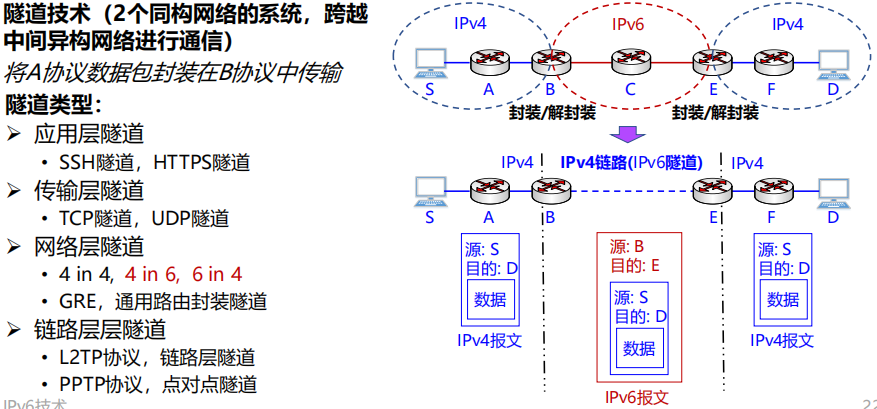 隧道技术（2个同构网络的系统，跨越
中间异构网络进行通信）
将A协议数据包封装在B协议中传输
隧道类型：
➢ 应用层隧道
• SSH隧道，HTTPS隧道
➢ 传输层隧道
• TCP隧道，UDP隧道
➢ 网络层隧道
• 4 in 4, 4 in 6, 6 in 4
• GRE，通用路由封装隧道
➢ 链路层层隧道
• L2TP协议，链路层隧道
• PPTP协议，点对点隧道
IPv6技术
IPv4 IPv6 IPv4
S A B C E F D
封装/解封装 封装/解封装
IPv4 IPv4链路(IPv6隧道) IPv4
S A B E F D
源: S
目的: D
数据
IPv4报文
源: B
目的: E
源: S
目的: D
数据
IPv6报文
源: S
目的: D
数据
IPv4报文
22